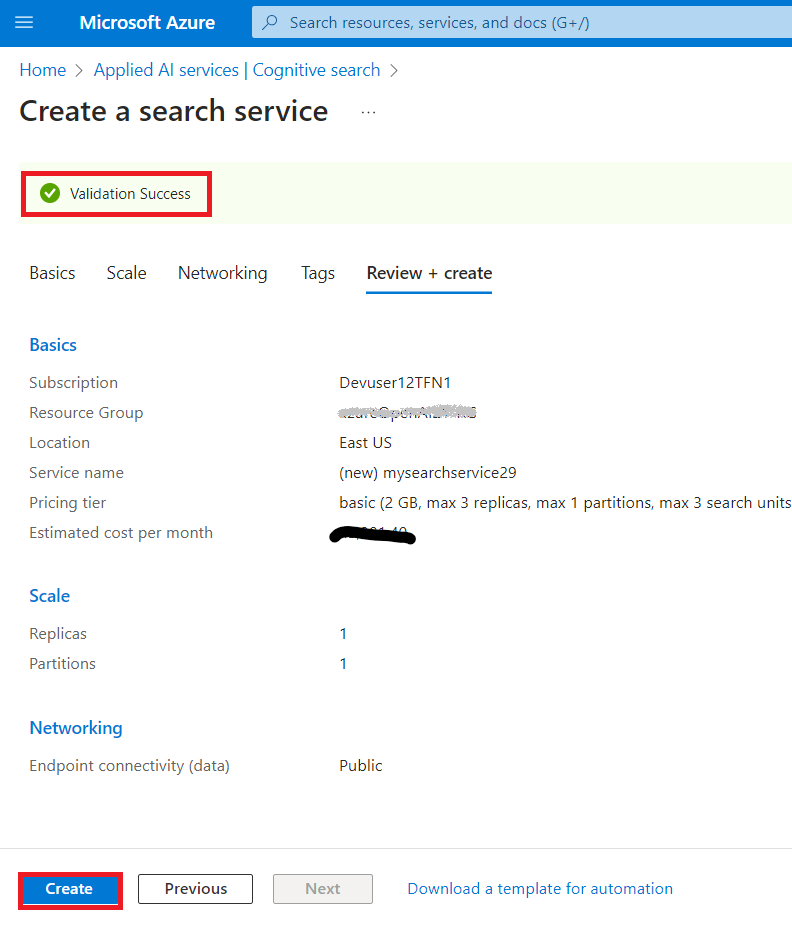 Microsoft Azure
Search resources, services, and docs (G+/)
Home > Applied AI services | Cognitive search >
Create a search service ...
Validation Success
Basics Scale Networking Tags Review + create
Basics
Subscription Devuser12TFN1
Resource Group
Location East US
Service name (new) mysearchservice29
Pricing tier basic (2 GB, max 3 replicas, max 1 partitions, max 3 search units
Estimated cost per month
Scale
Replicas 1
Partitions 1
Networking
Endpoint connectivity (data) Public
Create Previous Next Download a template for automation